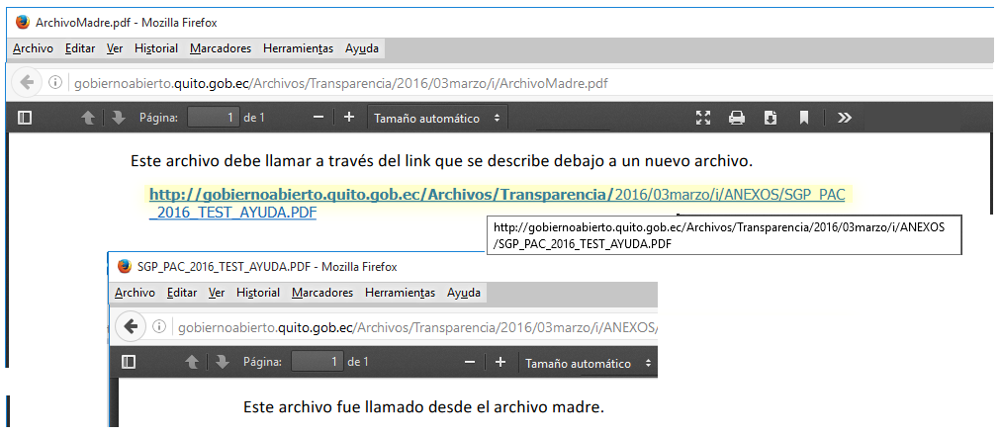 ArchivoMadre.pdf - Mozilla Firefox
Archivo Editar Ver Historial Marcadores Herramientas Ayuda
gobiernoabierto.quito.gob.ec/Archivos/Transparencia/2016/03marzo/i/ArchivoMadre.pdf
Página: 1 de 1 Tamaño automático
Este archivo debe llamar a través del link que se describe debajo a un nuevo archivo.
http://gobiernoabierto.quito.gob.ec/Archivos/Transparencia/2016/03marzo/i/ANEXOS/SGP_PAC
_2016_TEST_AYUDA.PDF
http://gobiernoabierto.quito.gob.ec/Archivos/Transparencia/2016/03marzo/i/ANEXOS
/SGP_PAC_2016_TEST_AYUDA.PDF
SGP_PAC_2016_TEST_AYUDA.PDF - Mozilla Firefox
Archivo Editar Ver Historial Marcadores Herramientas Ayuda
gobiernoabierto.quito.gob.ec/Archivos/Transparencia/2016/03marzo/i/ANEXOS/
Página: 1 de 1 Tamaño automático
Este archivo fue llamado desde el archivo madre.